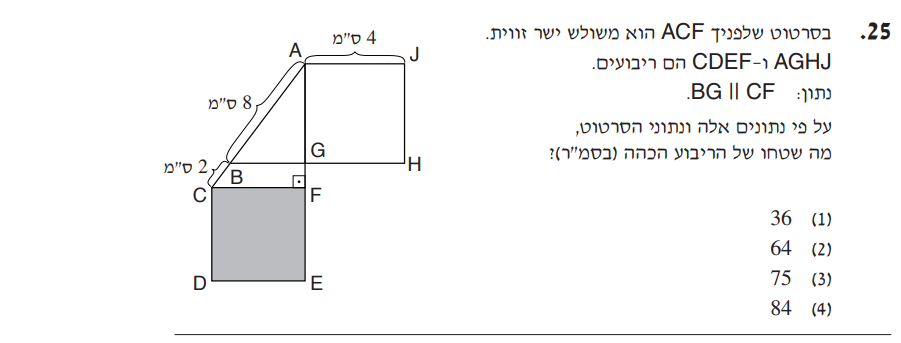 .25 בסרטוט שלפניך ACF הוא משולש ישר זווית.
AGHJ ו-CDEF הם ריבועים.
נתון: BG || CF.
על פי נתונים אלה ונתוני הסרטוט,
מה שטחו של הריבוע הכהה (בסמ"ר)?
(1) 36
(2) 64
(3) 75
(4) 84
4 ס"מ
A
J
8 ס"מ
G
H
2 ס"מ
B
C
F
D
E